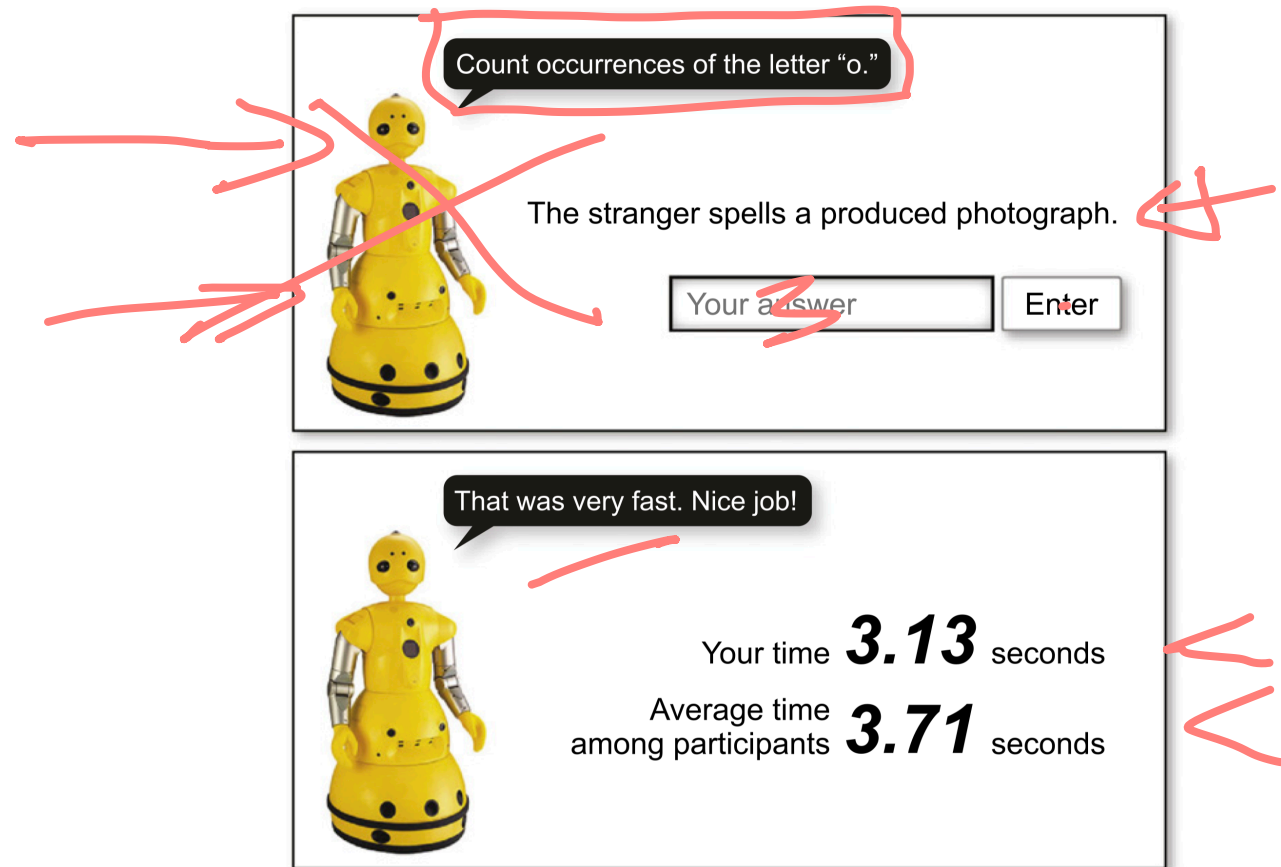 Count occurrences of the letter “o.”
The stranger spells a produced photograph.
Your answer
3
Enter
That was very fast. Nice job!
Your time 3.13 seconds
Average time
among participants 3.71 seconds